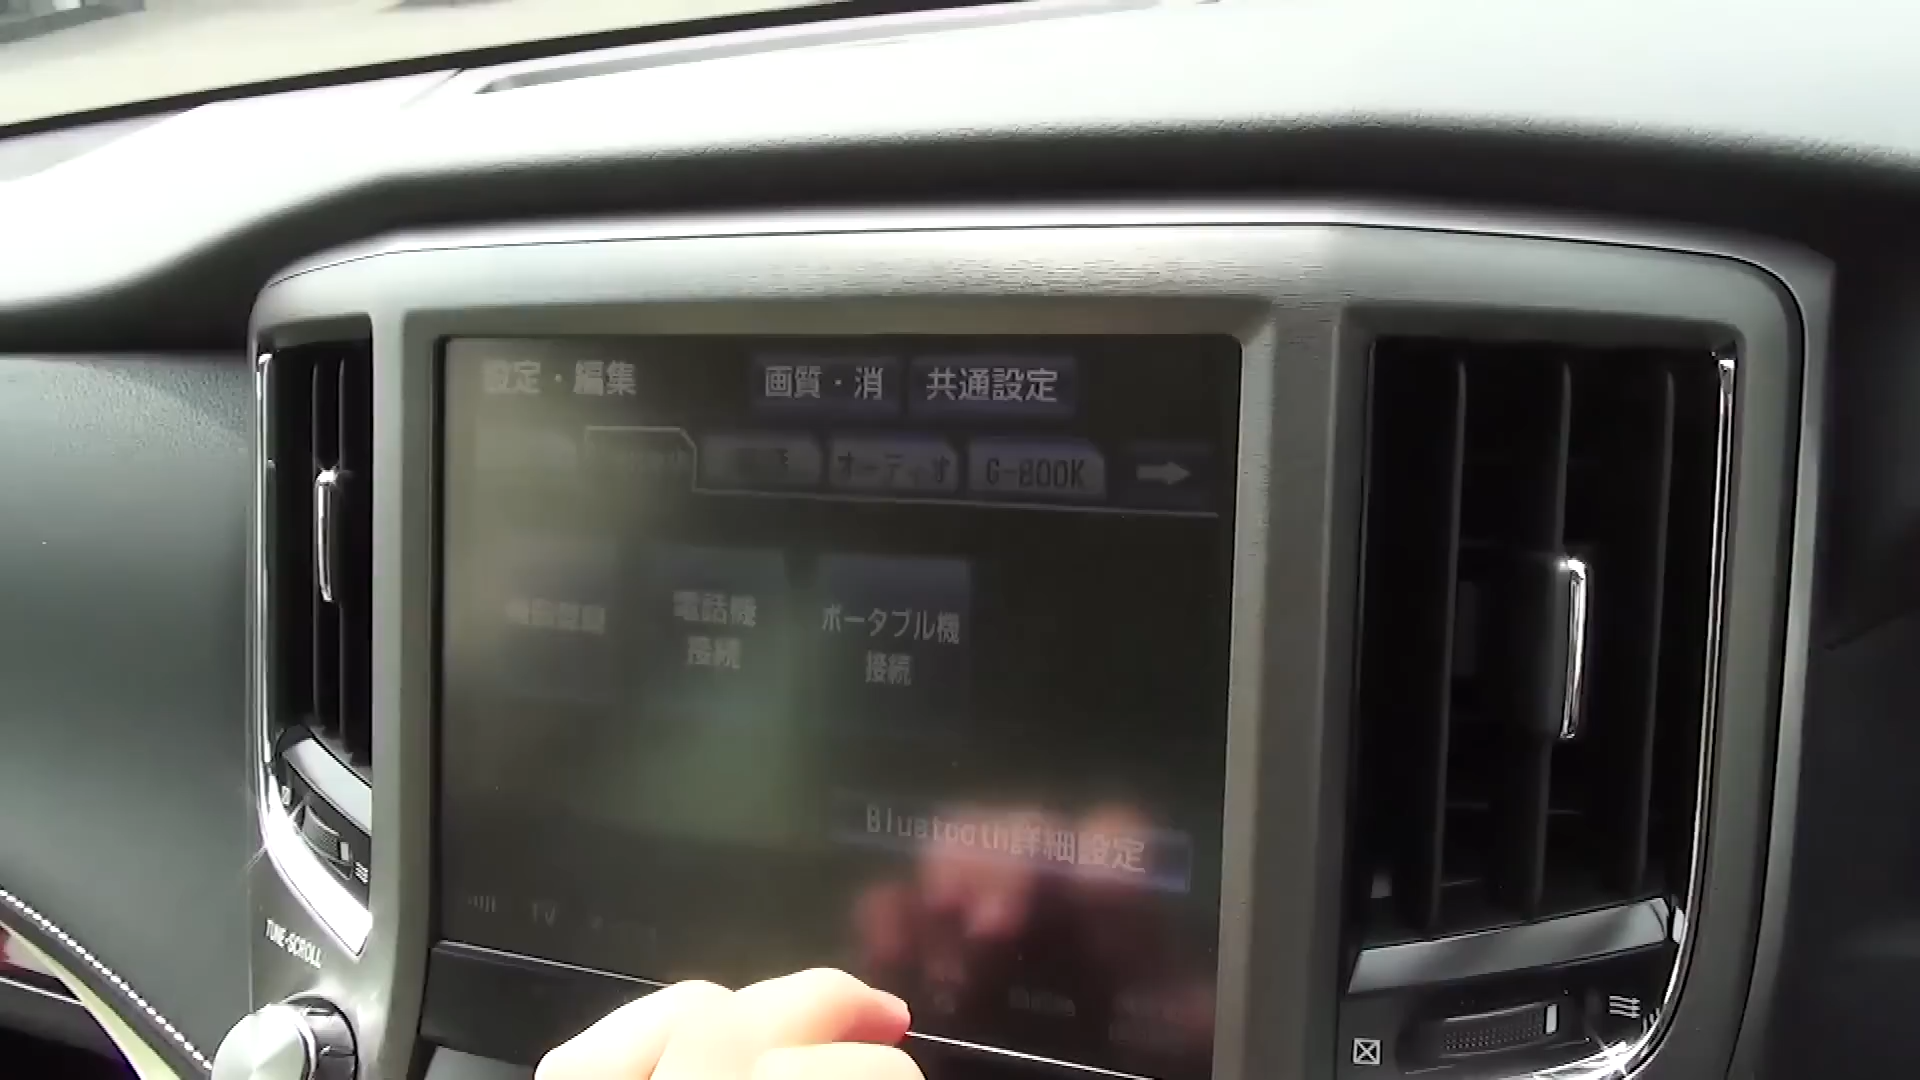 設定・編集
画質・消
共通設定
オーディオ
G-BOOK
電話機
接続
ポータブル機
接続
Bluetooth詳細設定
TV
TUNE・SCROLL